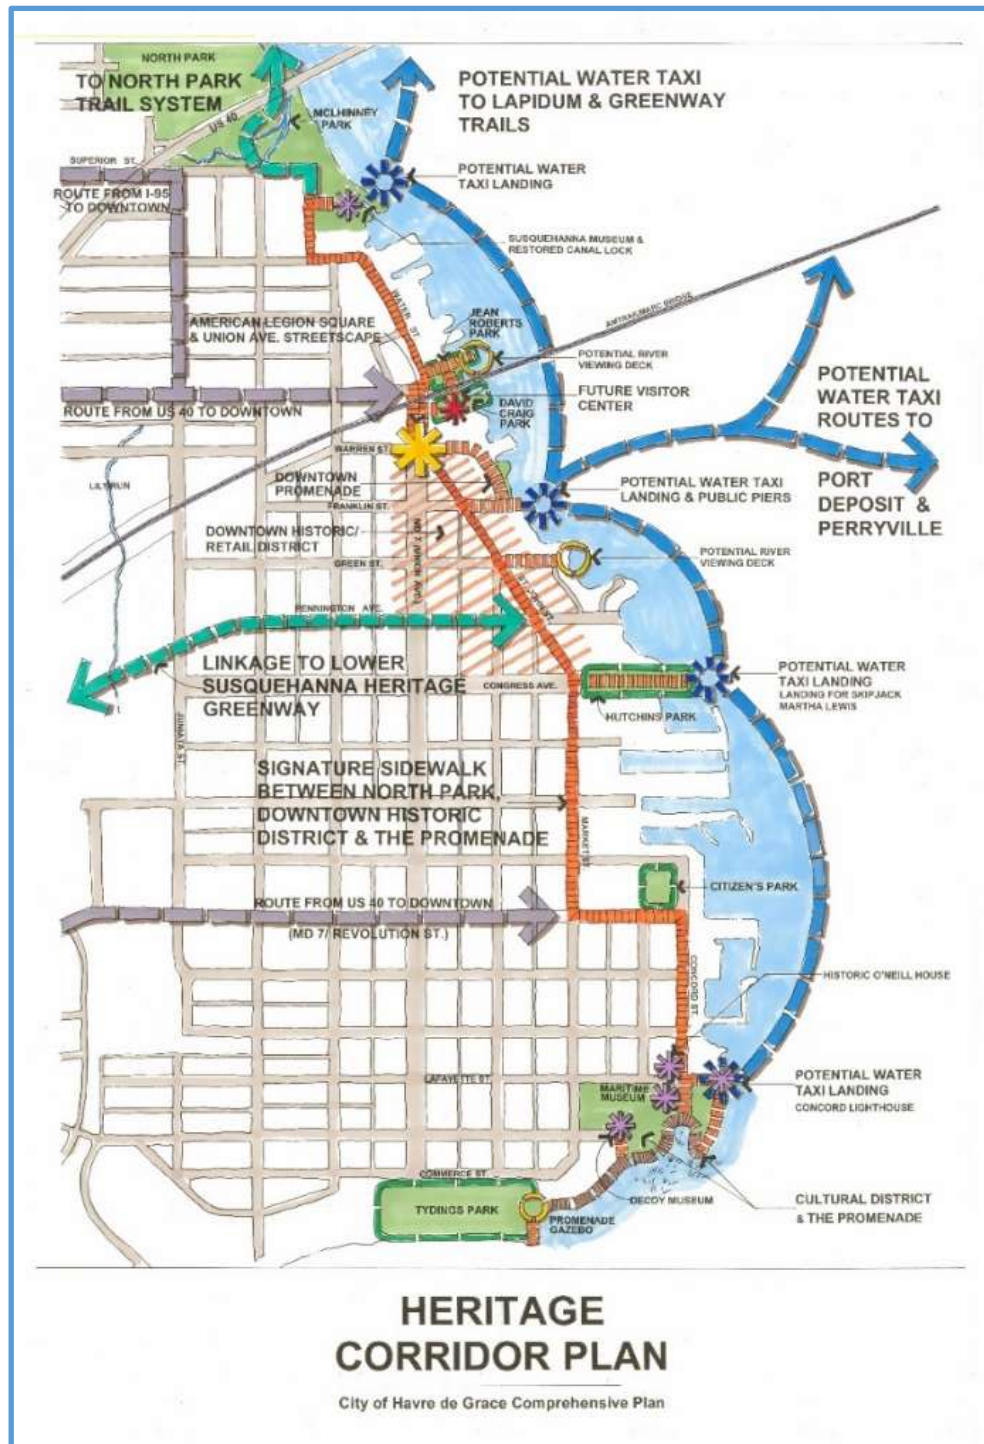 NORTH PARK
TO NORTH PARK
TRAIL SYSTEM
US 40
MCLHINNEY
PARK
POTENTIAL WATER TAXI
TO LAPIDUM & GREENWAY
TRAILS
SUPERIOR ST.
ROUTE FROM I-95
TO DOWNTOWN
POTENTIAL WATER
TAXI LANDING
SUSQUEHANNA MUSEUM &
RESTORED CANAL LOCK
WATER ST
AMTRAK/MARC BRIDGE
AMERICAN LEGION SQUARE
& UNION AVE. STREETSCAPE
JEAN
ROBERTS
PARK
POTENTIAL RIVER
VIEWING DECK
FUTURE VISITOR
CENTER
DAVID
CRAIG
PARK
POTENTIAL
WATER TAXI
ROUTES TO
PORT
DEPOSIT &
PERRYVILLE
ROUTE FROM US 40 TO DOWNTOWN
WARREN ST.
LILY RUN
DOWNTOWN
PROMENADE
FRANKLIN ST.
POTENTIAL WATER TAXI
LANDING & PUBLIC PIERS
DOWNTOWN HISTORIC/
RETAIL DISTRICT
GREEN ST.
POTENTIAL RIVER
VIEWING DECK
PENNINGTON AVE.
LINKAGE TO LOWER
SUSQUEHANNA HERITAGE
GREENWAY
CONGRESS AVE.
POTENTIAL WATER
TAXI LANDING
LANDING FOR SKIPJACK
MARTHA LEWIS
HUTCHINS PARK
JUNIATA ST.
SIGNATURE SIDEWALK
BETWEEN NORTH PARK,
DOWNTOWN HISTORIC
DISTRICT & THE PROMENADE
MARKET ST.
CITIZEN'S PARK
ROUTE FROM US 40 TO DOWNTOWN
(MD 7/ REVOLUTION ST.)
CONCORD ST.
HISTORIC O'NEILL HOUSE
LAFAYETTE ST.
MARITIME
MUSEUM
POTENTIAL WATER
TAXI LANDING
CONCORD LIGHTHOUSE
COMMERCE ST.
DECOY MUSEUM
TYDINGS PARK
PROMENADE
GAZEBO
CULTURAL DISTRICT
& THE PROMENADE
HERITAGE
CORRIDOR PLAN
City of Havre de Grace Comprehensive Plan